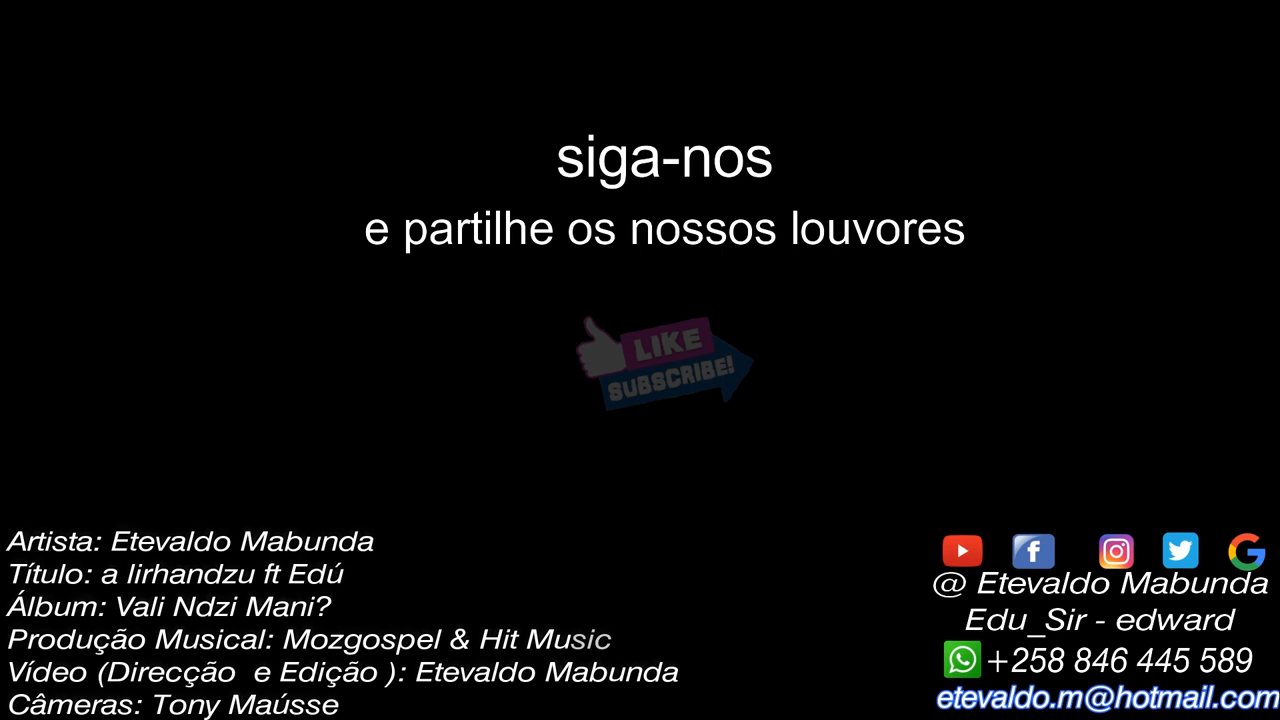 siga-nos
e partilhe os nossos louvores
LIKE
SUBSCRIBE!
Artista: Etevaldo Mabunda
Título: a lirhandzu ft Edú
Álbum: Vali Ndzi Mani?
Produção Musical: Mozgospel & Hit Music
Vídeo (Direcção e Edição ): Etevaldo Mabunda
Câmeras: Tony Maússe
@ Etevaldo Mabunda
Edu_Sir - edward
+258 846 445 589
etevaldo.m@hotmail.com